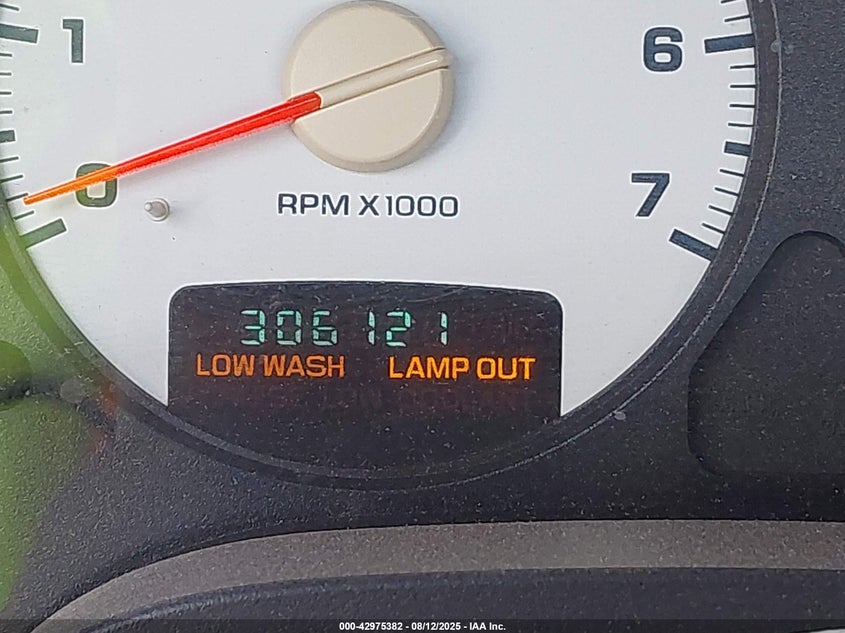 1
6
0
7
RPM X1000
306121
LOW WASH LAMP OUT
000-42975382 - 08/12/2025 - IAA Inc.